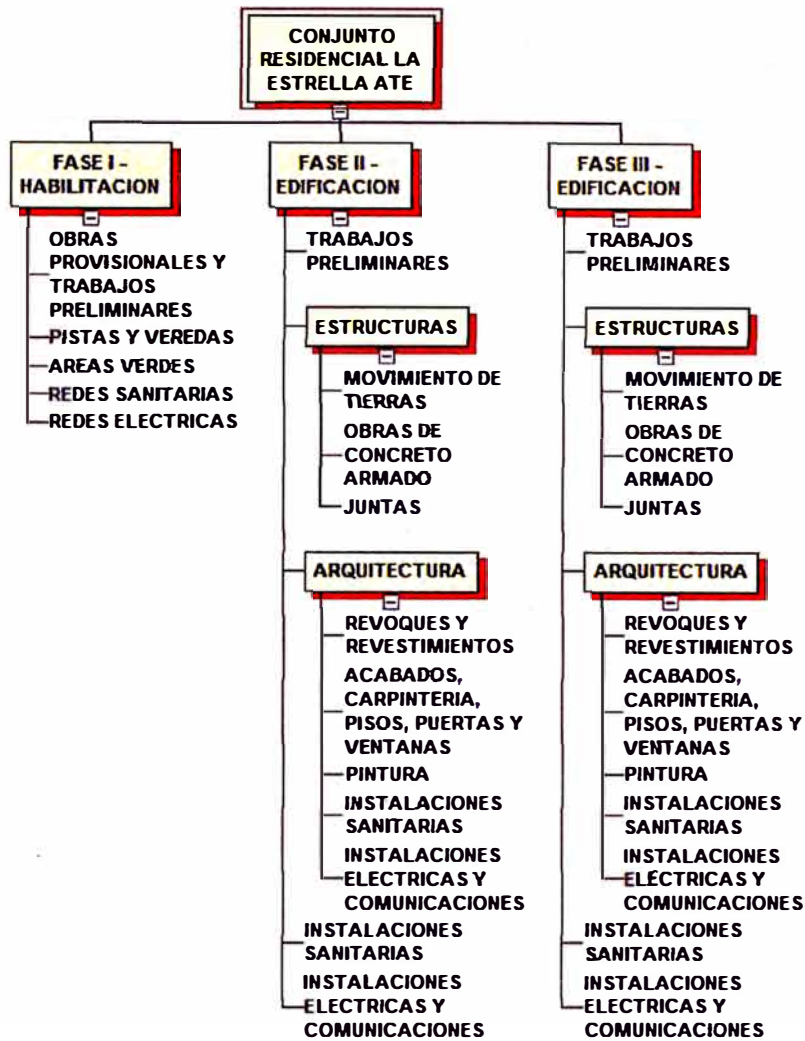 CONJUNTO
RESIDENCIAL LA
ESTRELLA ATE
FASE I -
HABILITACION
OBRAS
PROVISIONALES Y
TRABAJOS
PRELIMINARES
PISTAS Y VEREDAS
AREAS VERDES
REDES SANITARIAS
REDES ELECTRICAS
FASE II -
EDIFICACION
TRABAJOS
PRELIMINARES
ESTRUCTURAS
MOVIMIENTO DE
TIERRAS
OBRAS DE
CONCRETO
ARMADO
JUNTAS
ARQUITECTURA
REVOQUES Y
REVESTIMIENTOS
ACABADOS,
CARPINTERIA,
PISOS, PUERTAS Y
VENTANAS
PINTURA
INSTALACIONES
SANITARIAS
INSTALACIONES
ELECTRICAS Y
COMUNICACIONES
INSTALACIONES
SANITARIAS
INSTALACIONES
ELECTRICAS Y
COMUNICACIONES
FASE III -
EDIFICACION
TRABAJOS
PRELIMINARES
ESTRUCTURAS
MOVIMIENTO DE
TIERRAS
OBRAS DE
CONCRETO
ARMADO
JUNTAS
ARQUITECTURA
REVOQUES Y
REVESTIMIENTOS
ACABADOS,
CARPINTERIA,
PISOS, PUERTAS Y
VENTANAS
PINTURA
INSTALACIONES
SANITARIAS
INSTALACIONES
ELÉCTRICAS Y
COMUNICACIONES
INSTALACIONES
SANITARIAS
INSTALACIONES
ELECTRICAS Y
COMUNICACIONES